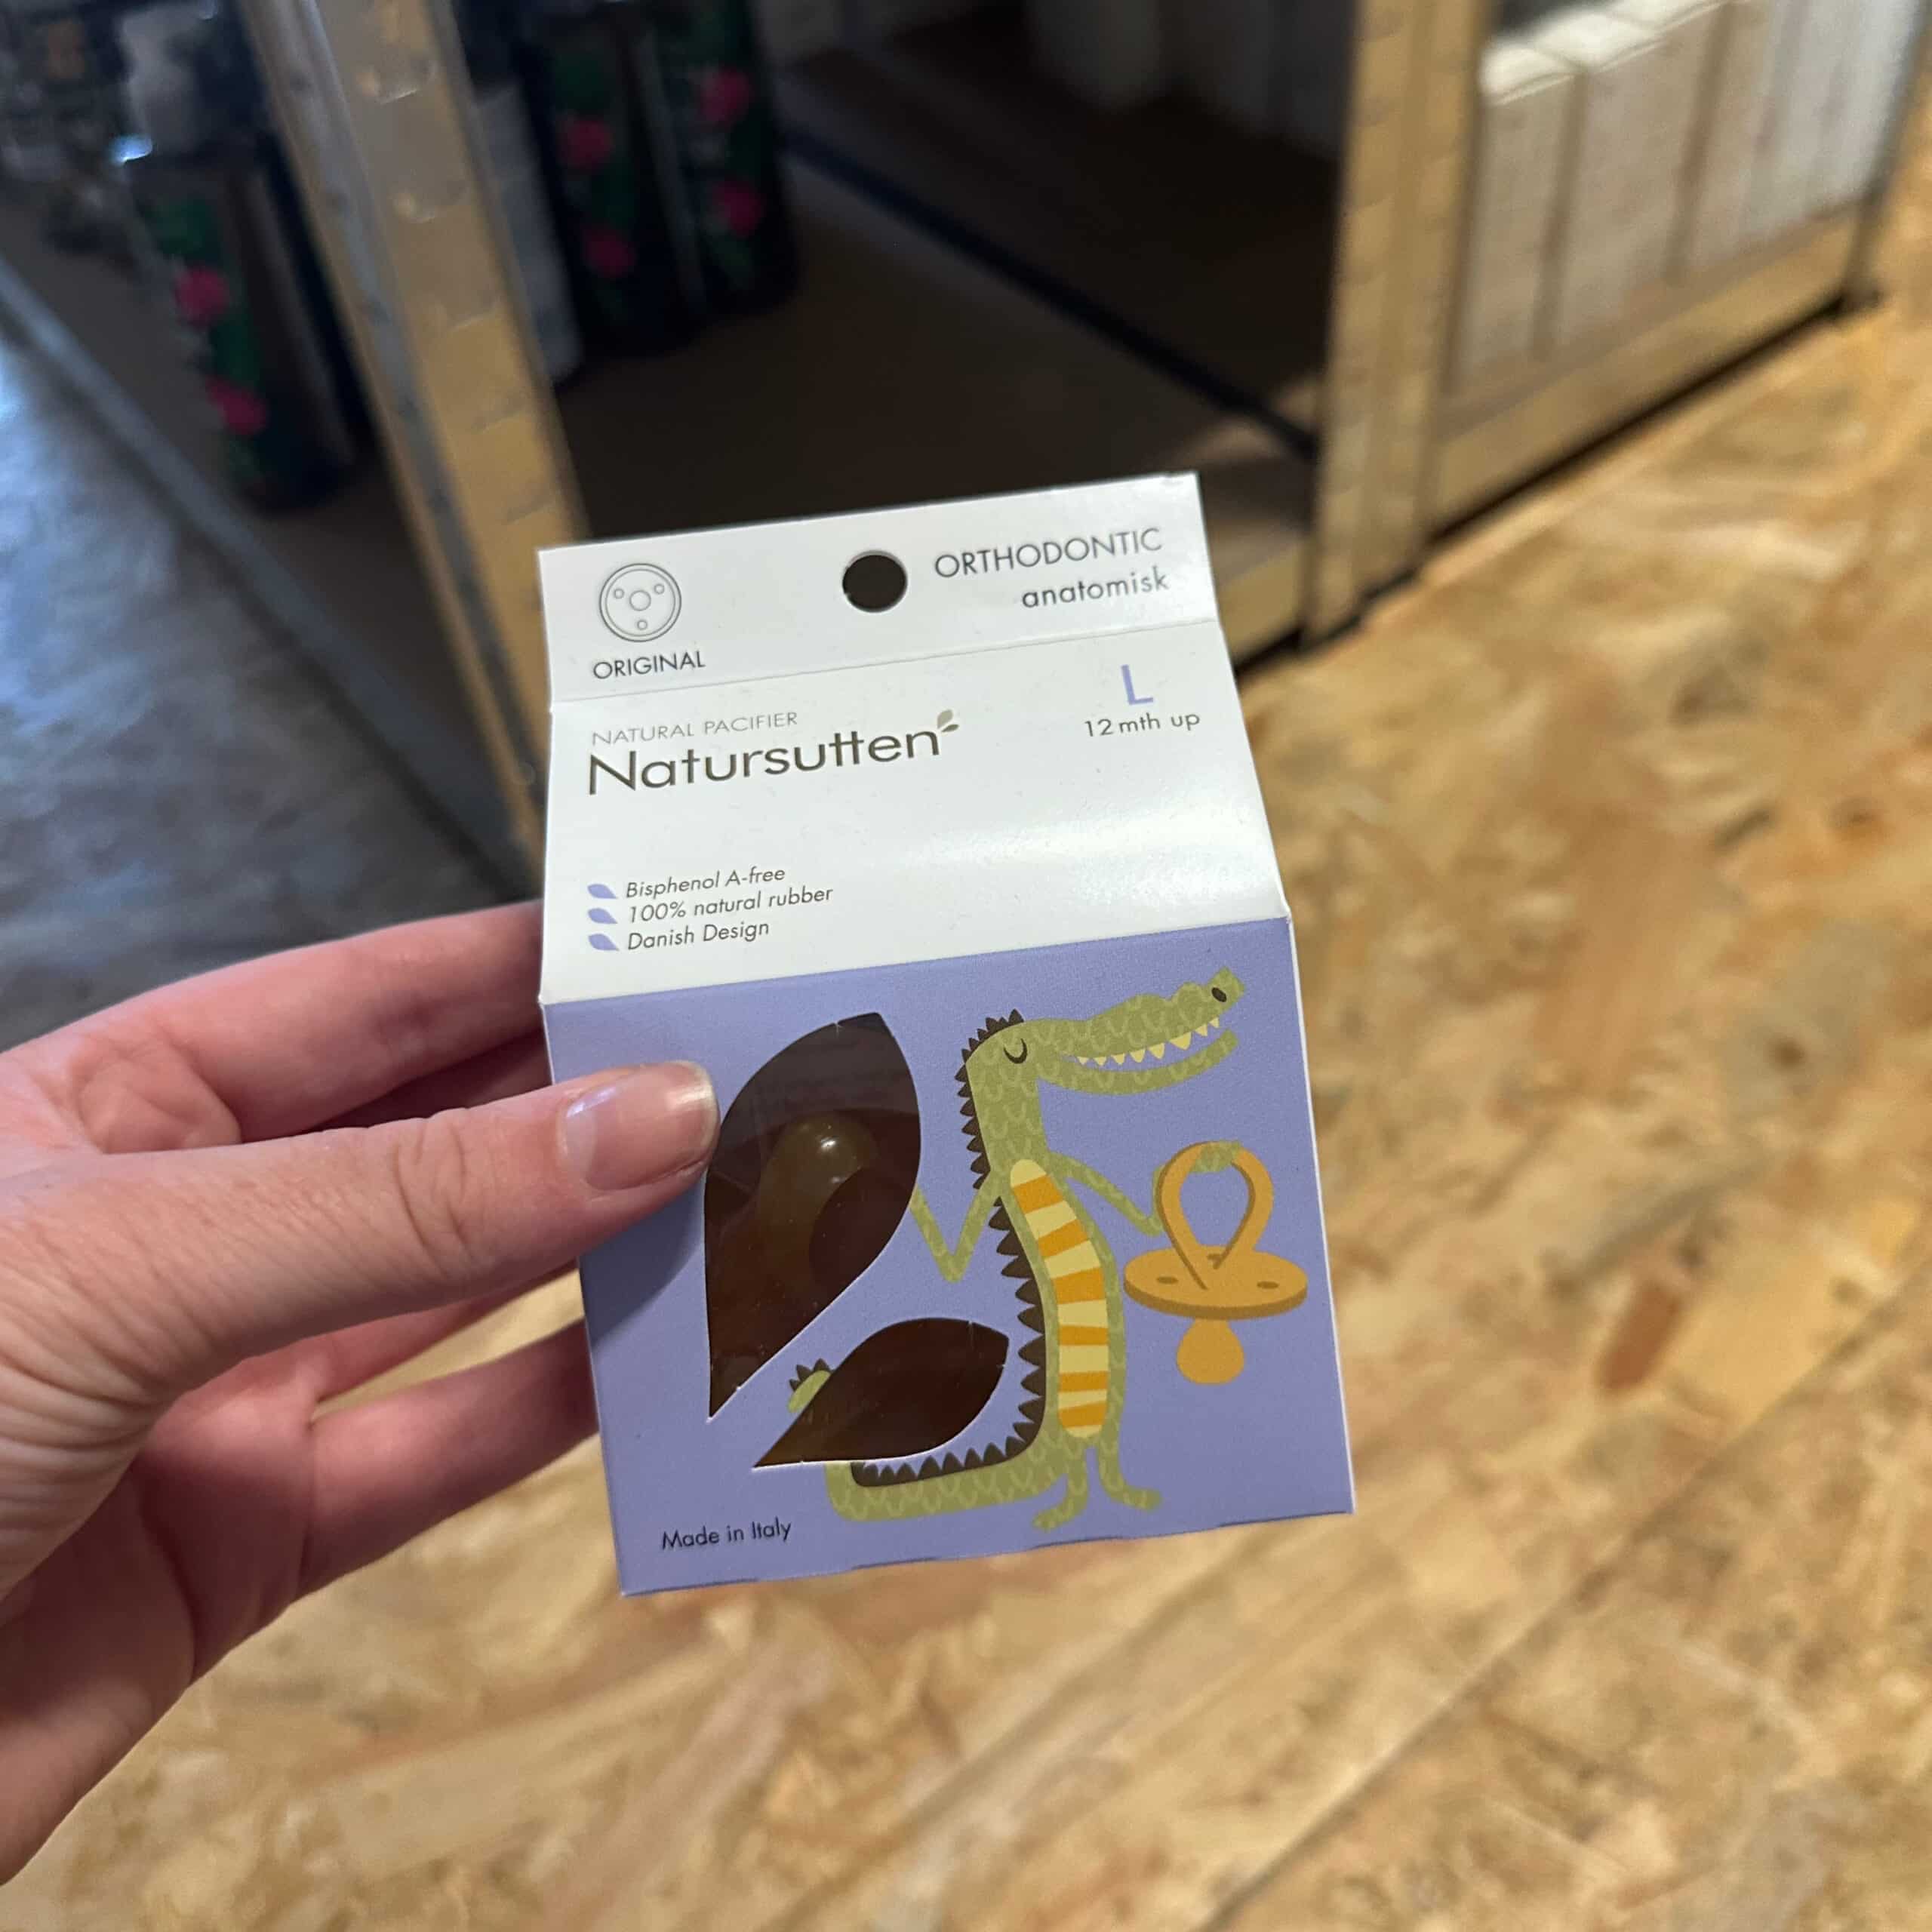 ORIGINAL
ORTHODONTIC
anatomisk
NATURAL PACIFIER
Natursutten
L
12 mth up
Bisphenol A-free
100% natural rubber
Danish Design
Made in Italy